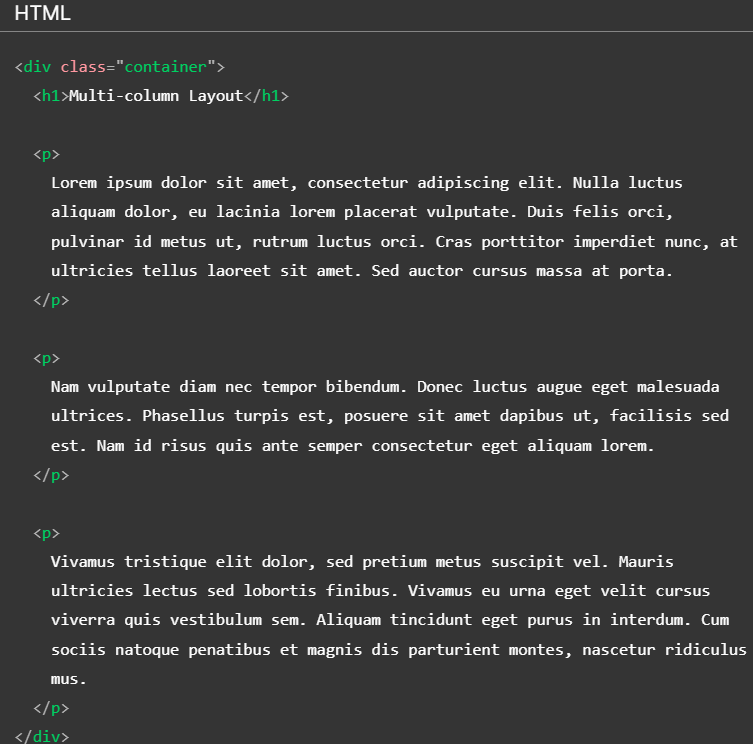 HTML
<div class="container">
<h1>Multi-column Layout</h1>
<p>
Lorem ipsum dolor sit amet, consectetur adipiscing elit. Nulla luctus
aliquam dolor, eu lacinia lorem placerat vulputate. Duis felis orci,
pulvinar id metus ut, rutrum luctus orci. Cras porttitor imperdiet nunc, at
ultricies tellus laoreet sit amet. Sed auctor cursus massa at porta.
</p>
<p>
Nam vulputate diam nec tempor bibendum. Donec luctus augue eget malesuada
ultrices. Phasellus turpis est, posuere sit amet dapibus ut, facilisis sed
est. Nam id risus quis ante semper consectetur eget aliquam lorem.
</p>
<p>
Vivamus tristique elit dolor, sed pretium metus suscipit vel. Mauris
ultricies lectus sed lobortis finibus. Vivamus eu urna eget velit cursus
viverra quis vestibulum sem. Aliquam tincidunt eget purus in interdum. Cum
sociis natoque penatibus et magnis dis parturient montes, nascetur ridiculus
mus.
</p>
</div>